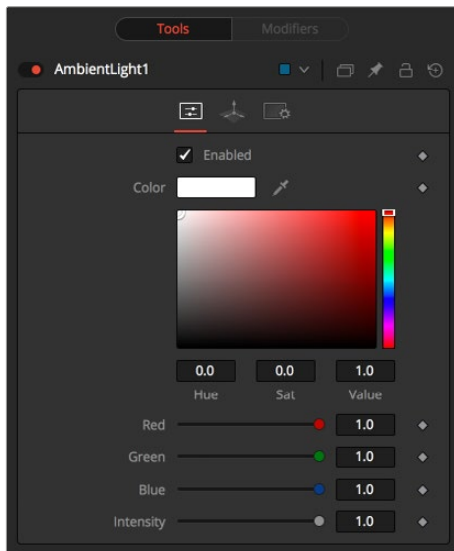 Tools Modifiers
AmbientLight1
Enabled
Color
0.0 0.0 1.0
Hue Sat Value
Red 1.0
Green 1.0
Blue 1.0
Intensity 1.0